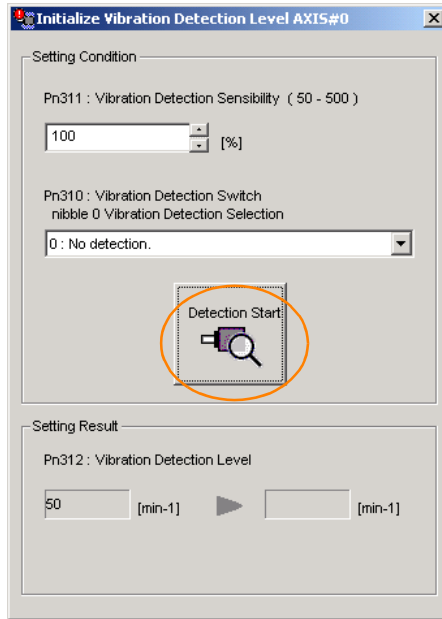 Initialize Vibration Detection Level AXIS#0
Setting Condition
Pn311 : Vibration Detection Sensibility ( 50 - 500 )
100
[%]
Pn310 : Vibration Detection Switch
nibble 0 Vibration Detection Selection
0 : No detection.
Detection Start
Setting Result
Pn312 : Vibration Detection Level
50 [min-1] [min-1]